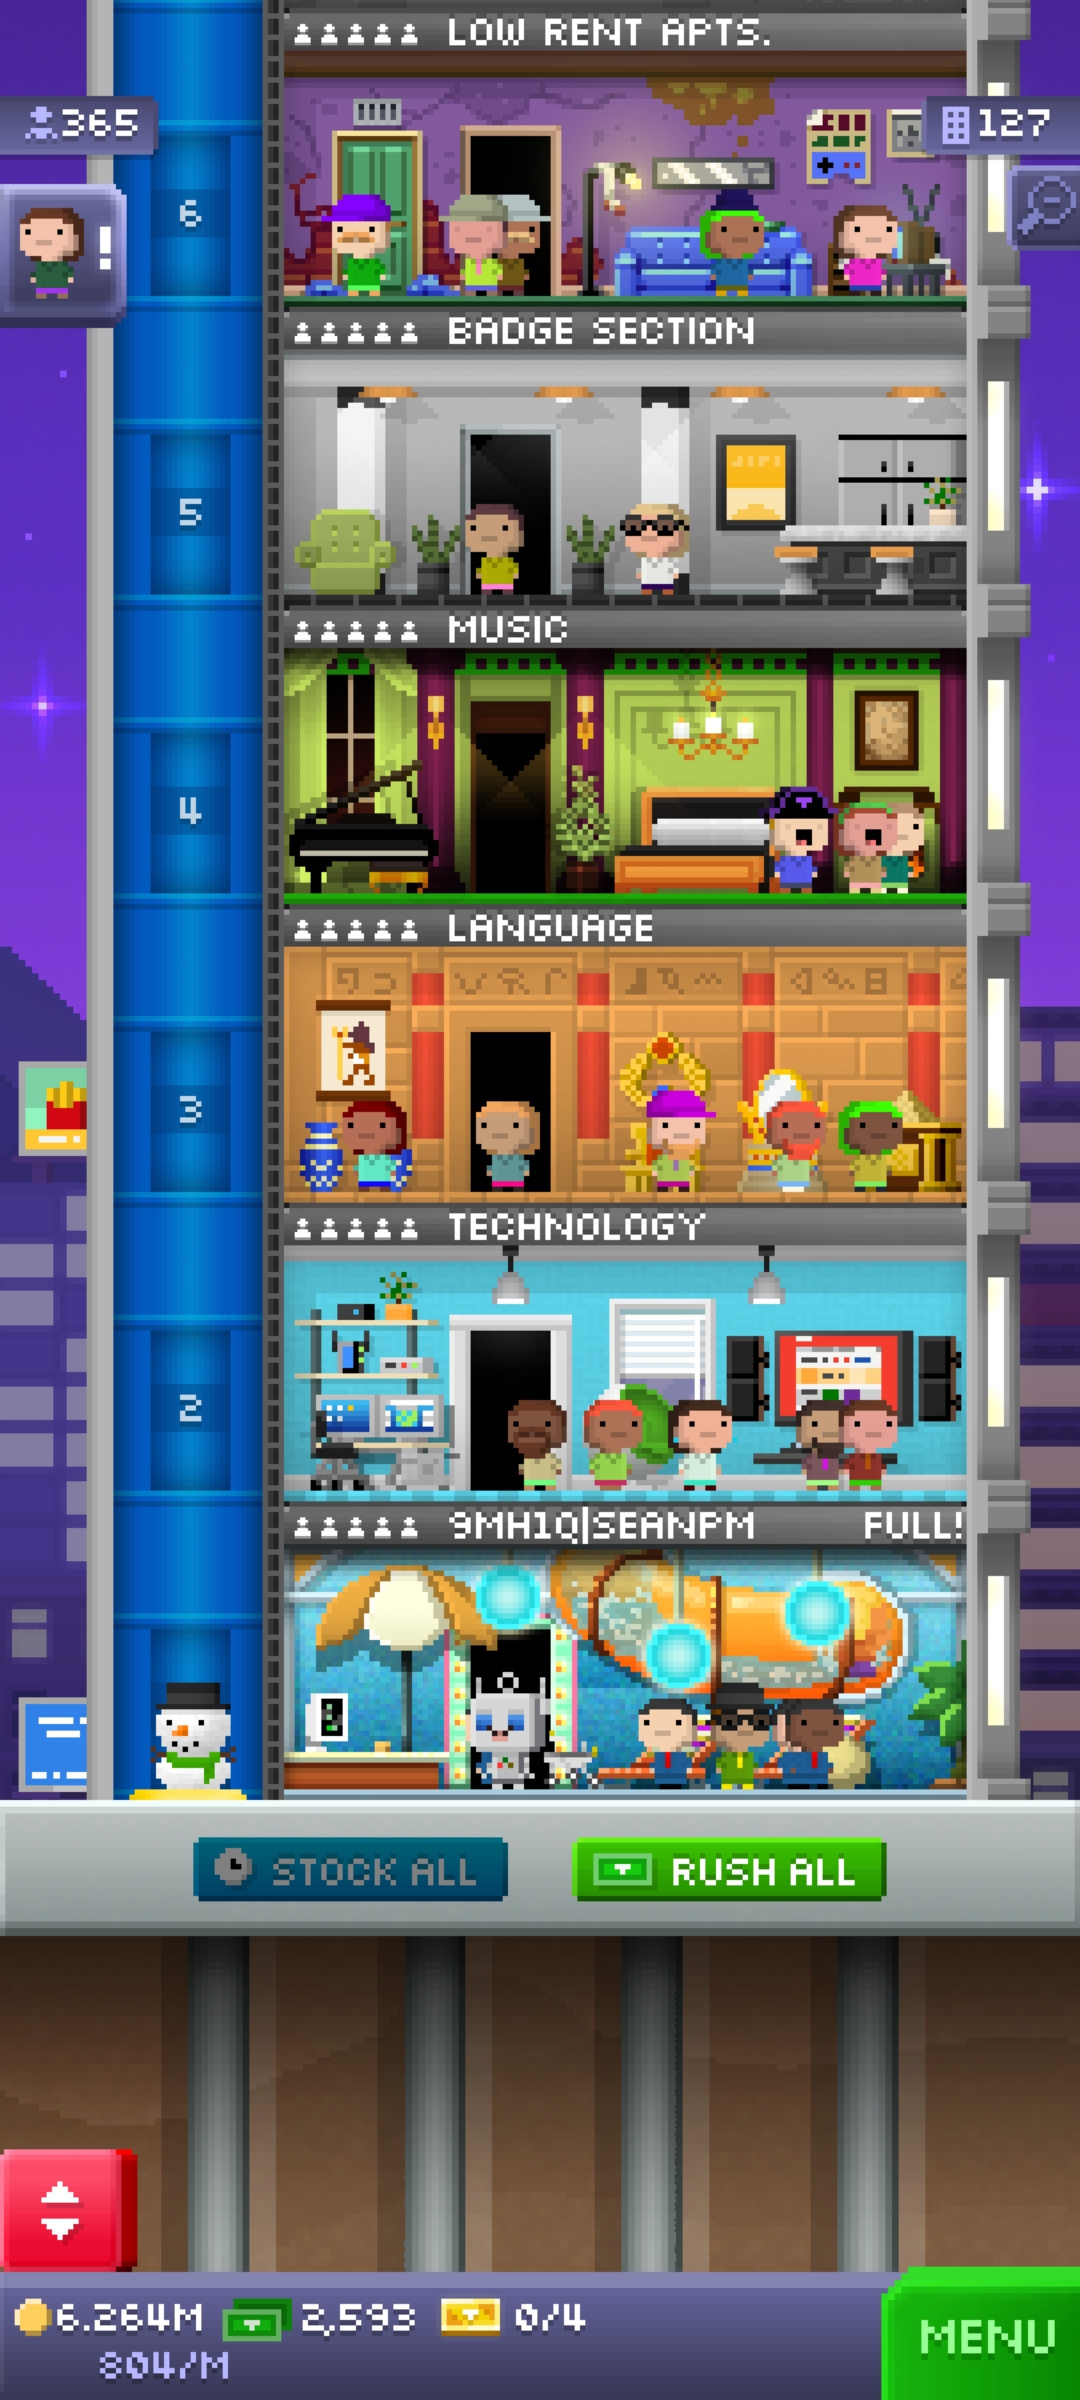 LOW RENT APTS.
365
127
6
!
BADGE SECTION
5
MUSIC
4
LANGUAGE
3
TECHNOLOGY
2
9MH1Q|SEANPM FULL!
STOCK ALL
RUSH ALL
6.264M 2,593 0/4
804/M
MENU